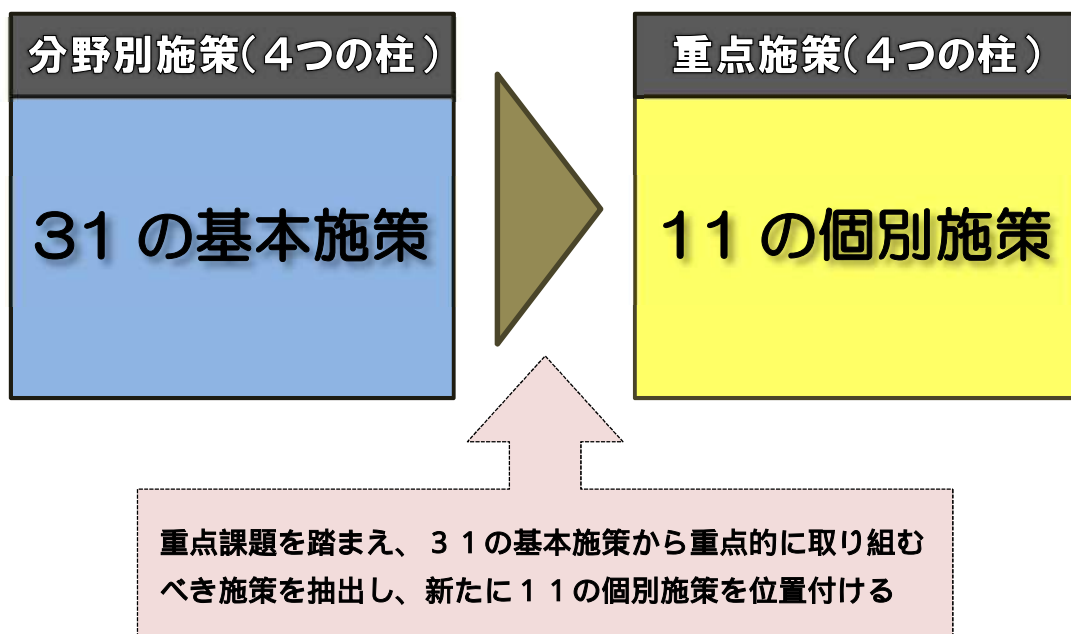 分野別施策(４つの柱)
重点施策(４つの柱)
31の基本施策
11の個別施策
重点課題を踏まえ、３１の基本施策から重点的に取り組む
べき施策を抽出し、新たに１１の個別施策を位置付ける